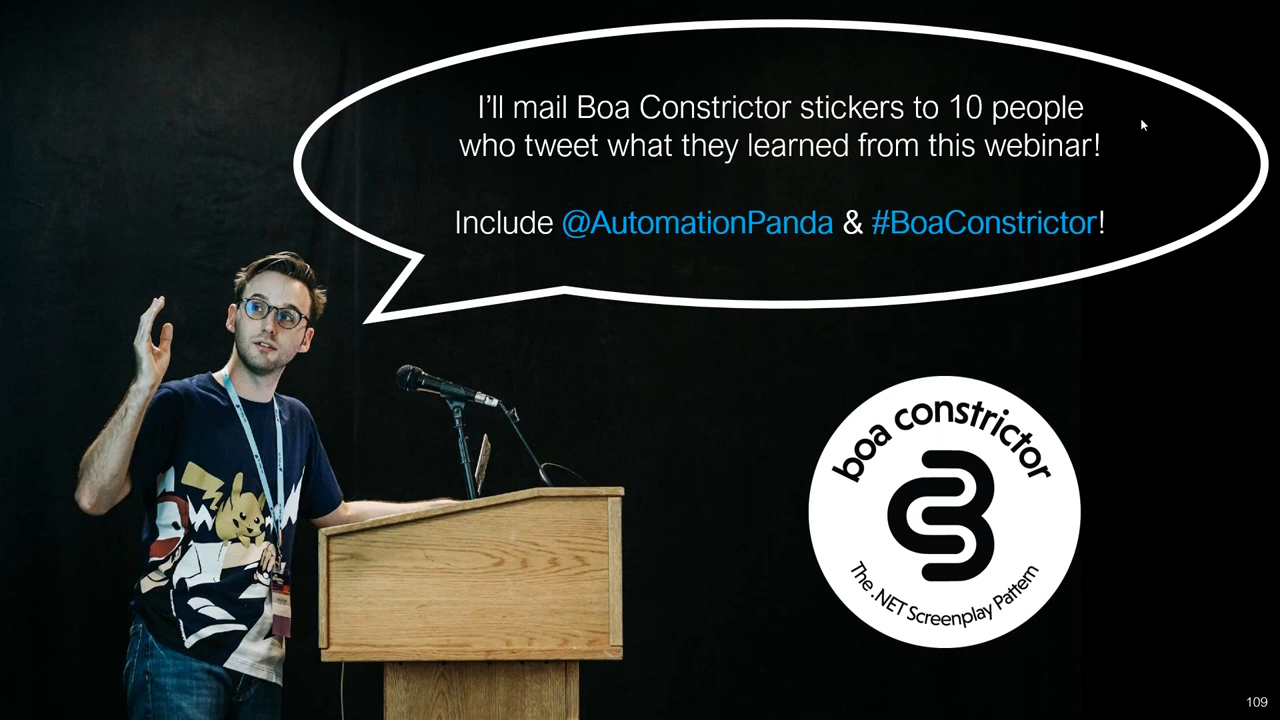 I’ll mail Boa Constrictor stickers to 10 people
who tweet what they learned from this webinar!
Include @AutomationPanda & #BoaConstrictor!
boa constrictor
The .NET Screenplay Pattern
109